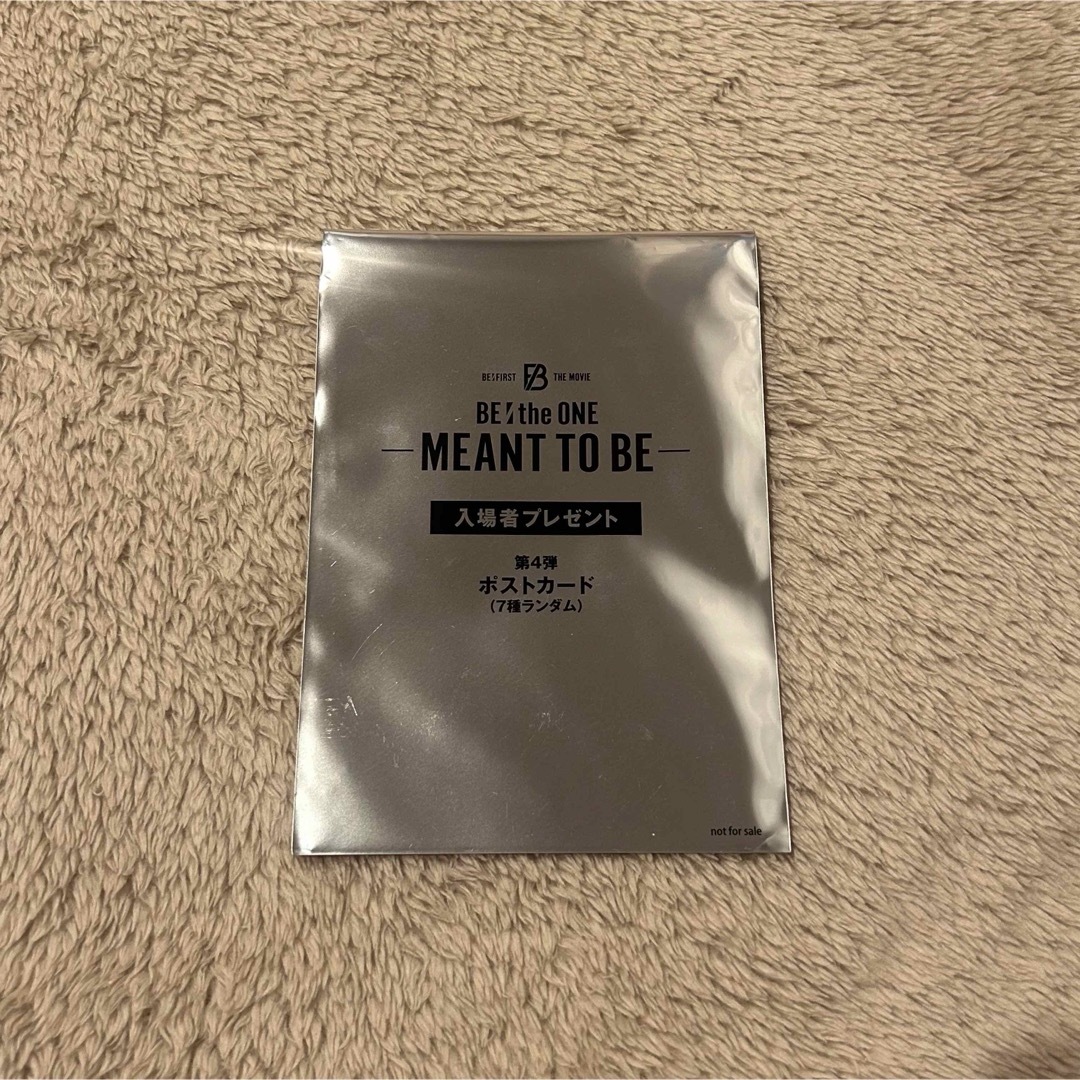 BE:FIRST THE MOVIE
BE:the ONE
MEANT TO BE
入場者プレゼント
第4弾
ポストカード
(7種ランダム)
not for sale